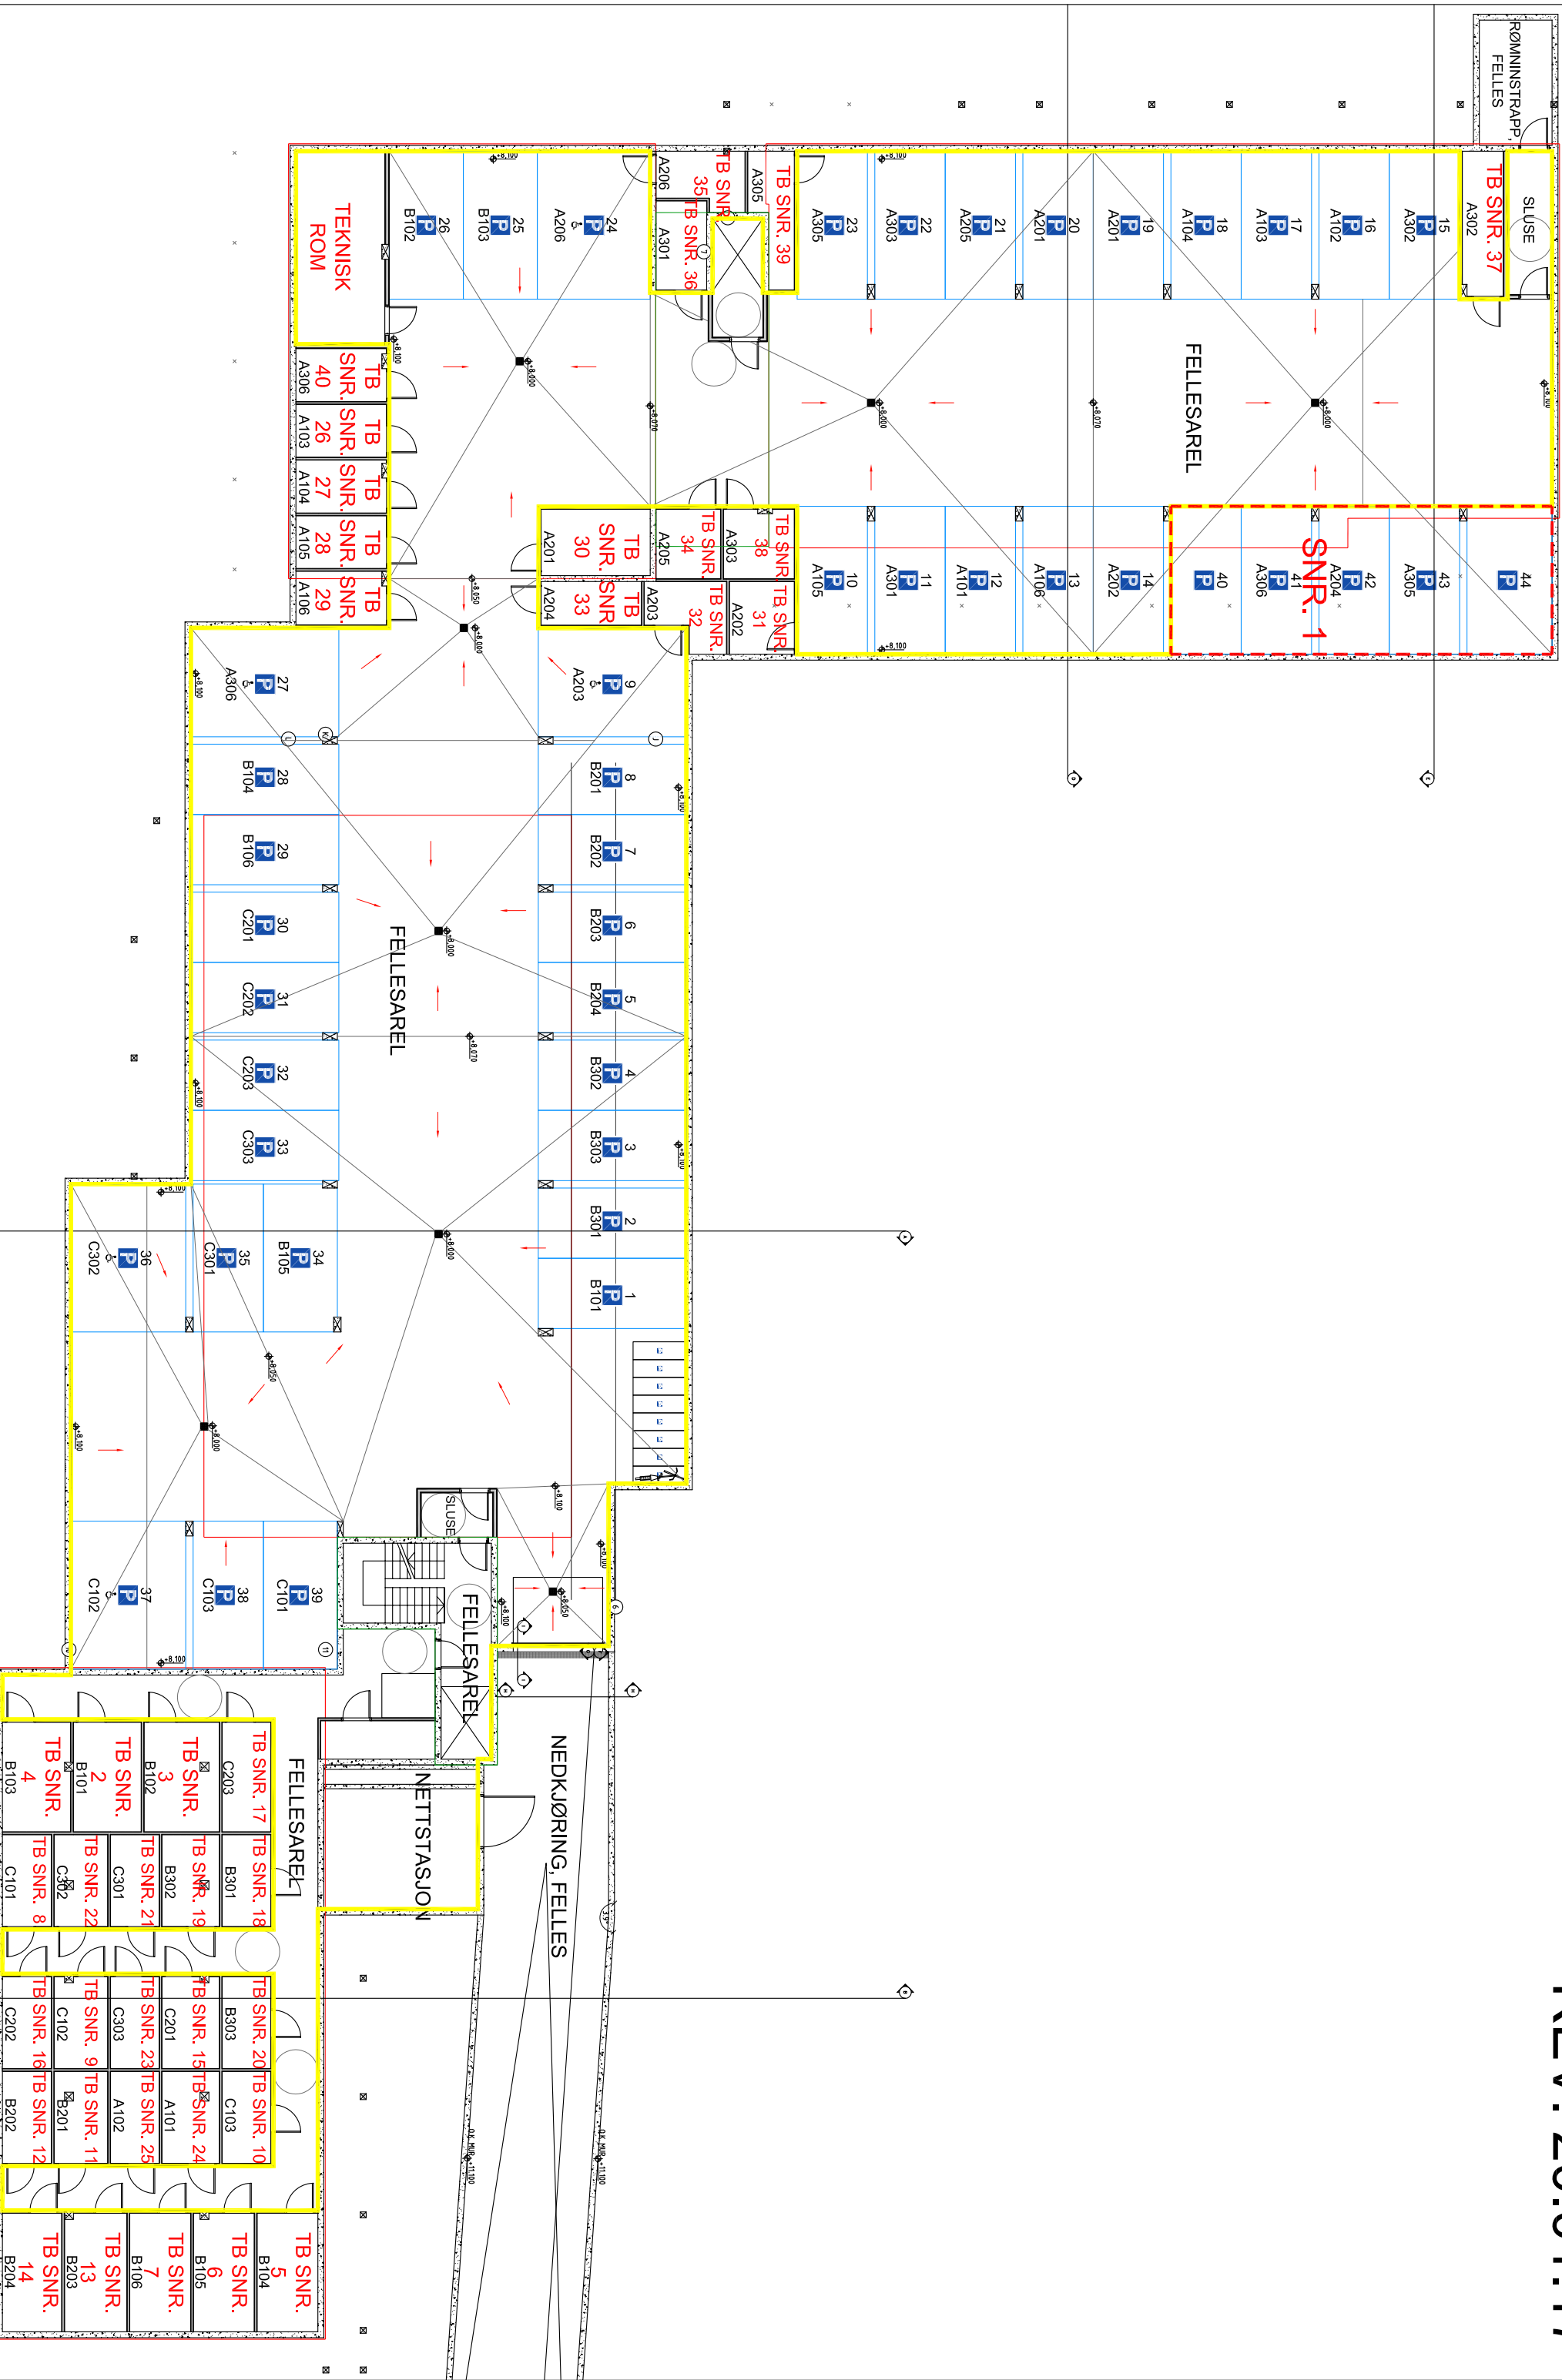 RØMNINSTRAPP,
FELLES
SLUSE
TB SNR. 37
A302
15
A302
16
A102
17
A103
18
A104
19
A201
20
A201
21
A205
22
A303
23
A305
TB SNR. 39
A305
TB SNR.
35
A206
TB SNR. 36
A301
24
A206
25
B103
26
B102
TEKNISK
ROM
FELLESAREL
44
43
A305
42
A204
41
A306
40
SNR. 1
14
A202
13
A106
12
A101
11
A301
10
A105
TB SNR.
38
A303
TB SNR.
31
A202
TB SNR.
34
A205
TB SNR.
32
A203
TB
SNR.
30
A201
TB
SNR
33
A204
TB
SNR.
40
A306
TB
SNR.
26
A103
TB
SNR.
27
A104
TB
SNR.
28
A105
TB
SNR.
29
A106
9
A203
8
B201
7
B202
6
B203
5
B204
4
B302
3
B303
2
B301
1
B101
27
A306
28
B104
29
B106
30
C201
31
C202
32
C203
33
C303
FELLESAREL
34
B105
35
C301
36
C302
37
C102
38
C103
39
C101
SLUSE
FELLESAREL
NEDKJØRING, FELLES
NETTSTASJON
FELLESAREL
TB SNR. 17
C203
TB SNR.
3
B102
TB SNR.
2
B101
TB SNR.
4
B103
TB SNR. 18
B301
TB SNR. 19
B302
TB SNR. 21
C301
TB SNR. 22
C302
TB SNR. 8
C101
TB SNR. 20
B303
TB SNR. 15
C201
TB SNR. 23
C303
TB SNR. 9
C102
TB SNR. 16
C202
TB SNR. 10
C103
TB SNR. 24
A101
TB SNR. 25
A102
TB SNR. 11
B201
TB SNR. 12
B202
TB SNR.
5
B104
TB SNR.
6
B105
TB SNR.
7
B106
TB SNR.
13
B203
TB SNR.
14
B204
O.K. MUR
+11.100
O.K. MUR
+11.100